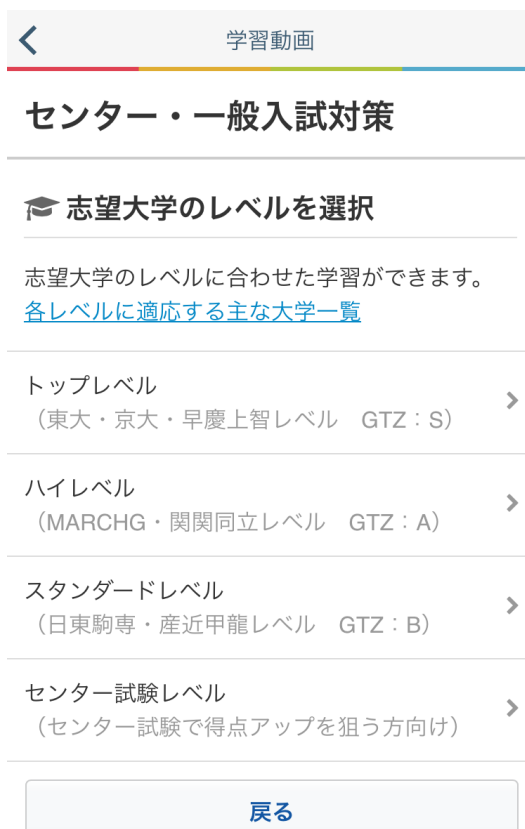 学習動画
センター・一般入試対策
志望大学のレベルを選択
志望大学のレベルに合わせた学習ができます。
各レベルに適応する主な大学一覧
トップレベル
（東大・京大・早慶上智レベル　GTZ：S）
ハイレベル
（MARCHG・関関同立レベル　GTZ：A）
スタンダードレベル
（日東駒専・産近甲龍レベル　GTZ：B）
センター試験レベル
（センター試験で得点アップを狙う方向け）
戻る